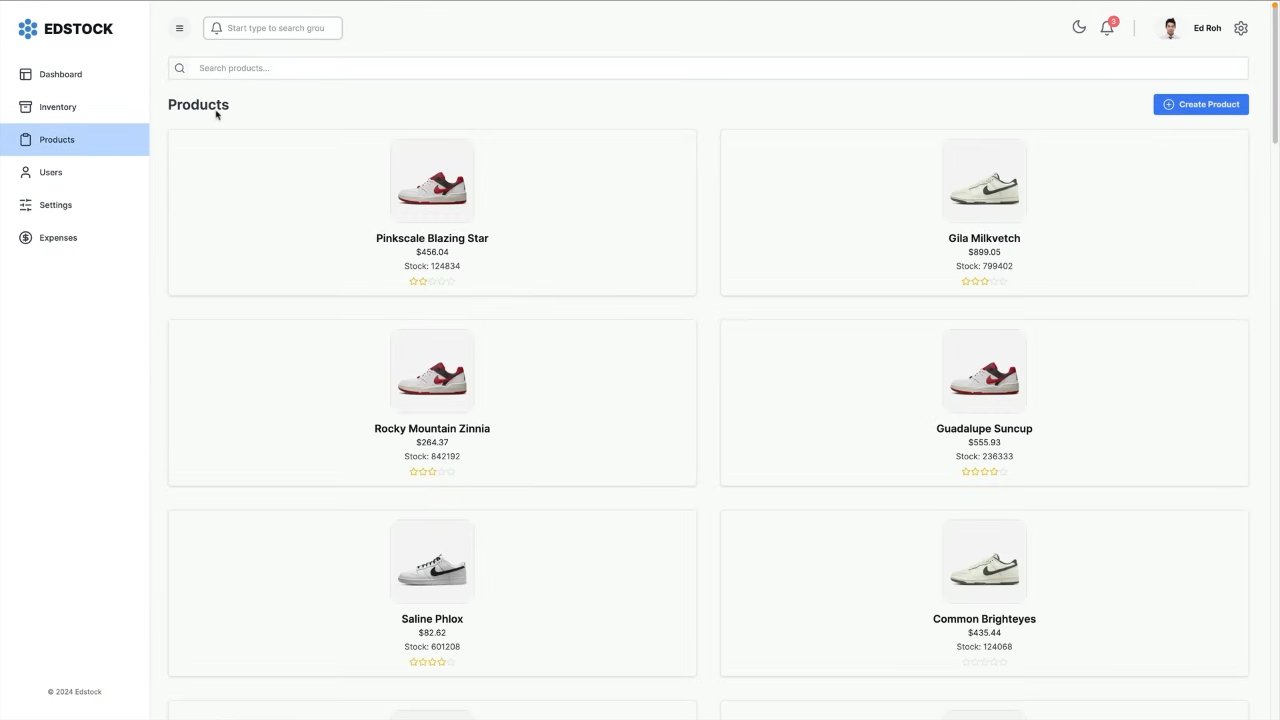 EDSTOCK
Start type to search grou
3
Ed Roh
Dashboard
Inventory
Products
Users
Settings
Expenses
© 2024 Edstock
Search products...
Products
Create Product
Pinkscale Blazing Star
$456.04
Stock: 124834
Gila Milkvetch
$899.05
Stock: 799402
Rocky Mountain Zinnia
$264.37
Stock: 842192
Guadalupe Suncup
$555.93
Stock: 236333
Saline Phlox
$82.62
Stock: 601208
Common Brighteyes
$435.44
Stock: 124068